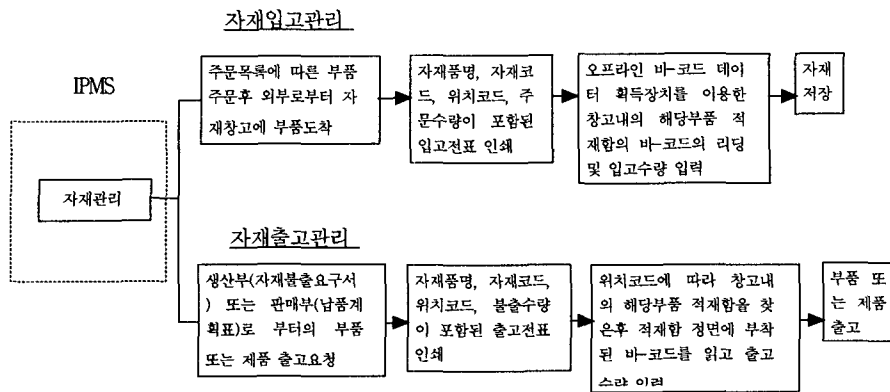 자재입고관리
IPMS
자재관리
주문목록에 따른 부품
주문후 외부로부터 자
재창고에 부품도착
자재품명, 자재코
드, 위치코드, 주
문수량이 포함된
입고전표 인쇄
오프라인 바-코드 데이
터 획득장치를 이용한
창고내의 해당부품 적
재함의 바-코드의 리딩
및 입고수량 입력
자재
저장
자재출고관리
생산부(자재불출요구서
) 또는 판매부(납품계
획표)로 부터의 부품
또는 제품 출고요청
자재품명, 자재코드,
위치코드, 불출수량
이 포함된 출고전표
인쇄
위치코드에 따라 창고내
의 해당부품 적재함을 찾
은후 적재함 정면에 부착
된 바-코드를 읽고 출고
수량 입력
부품 또
는 제품
출고